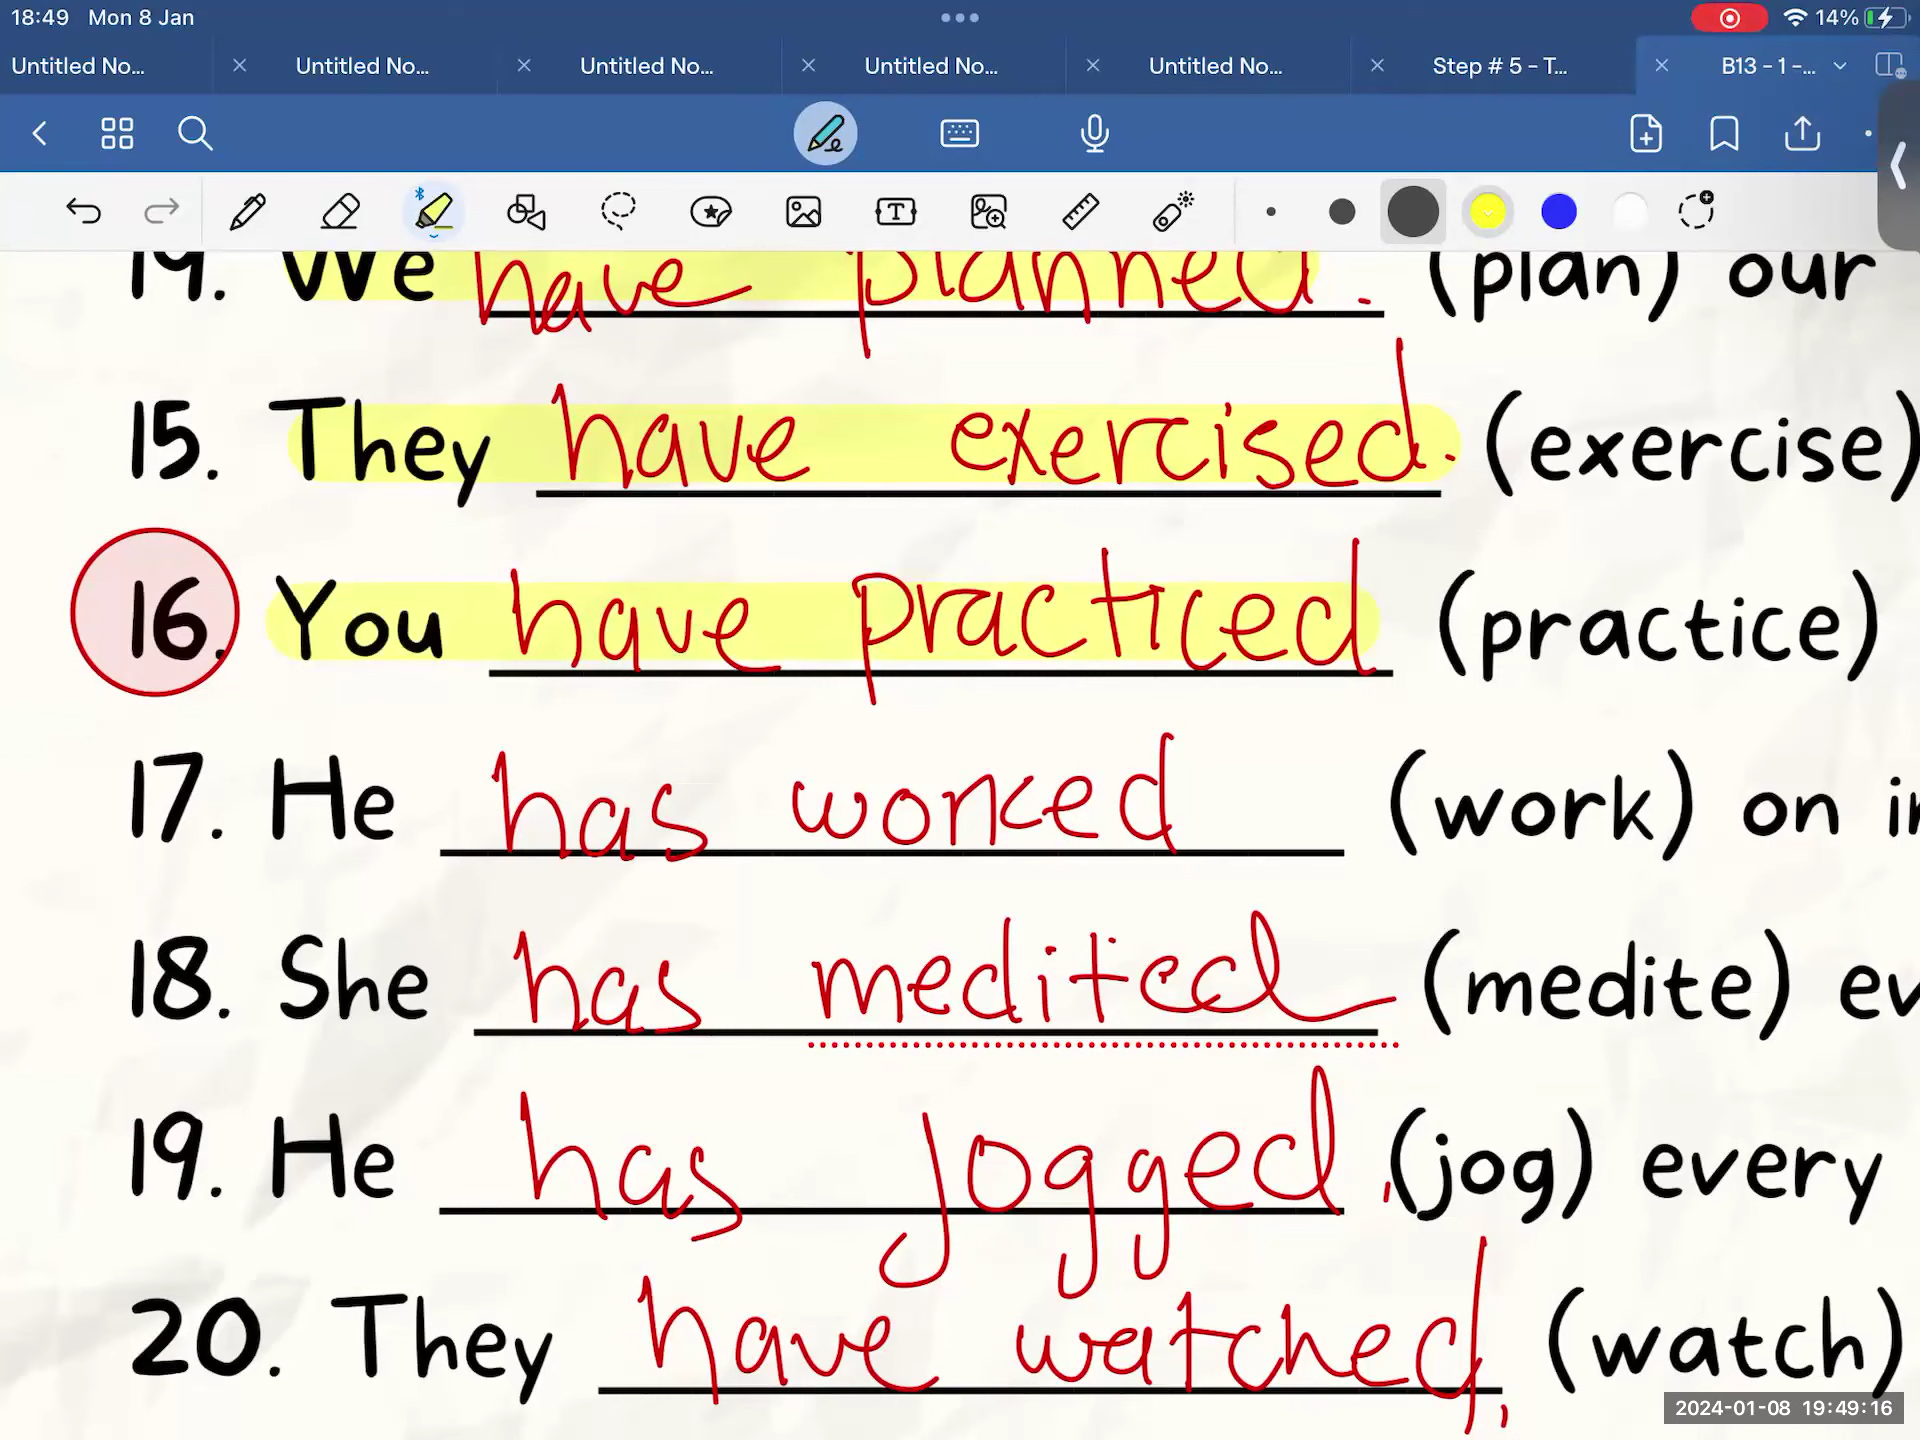 18:49 Mon 8 Jan 14%
Untitled No... Untitled No... Untitled No... Untitled No... Untitled No... Step # 5 - T... B13 - 1 -...
We have planned. (plan) our
15. They have exercised. (exercise)
16. You have practiced (practice)
17. He has worked (work) on
18. She has medited (medite) ev
19. He has jogged. (jog) every
20. They have watched. (watch)
2024-01-08 19:49:16